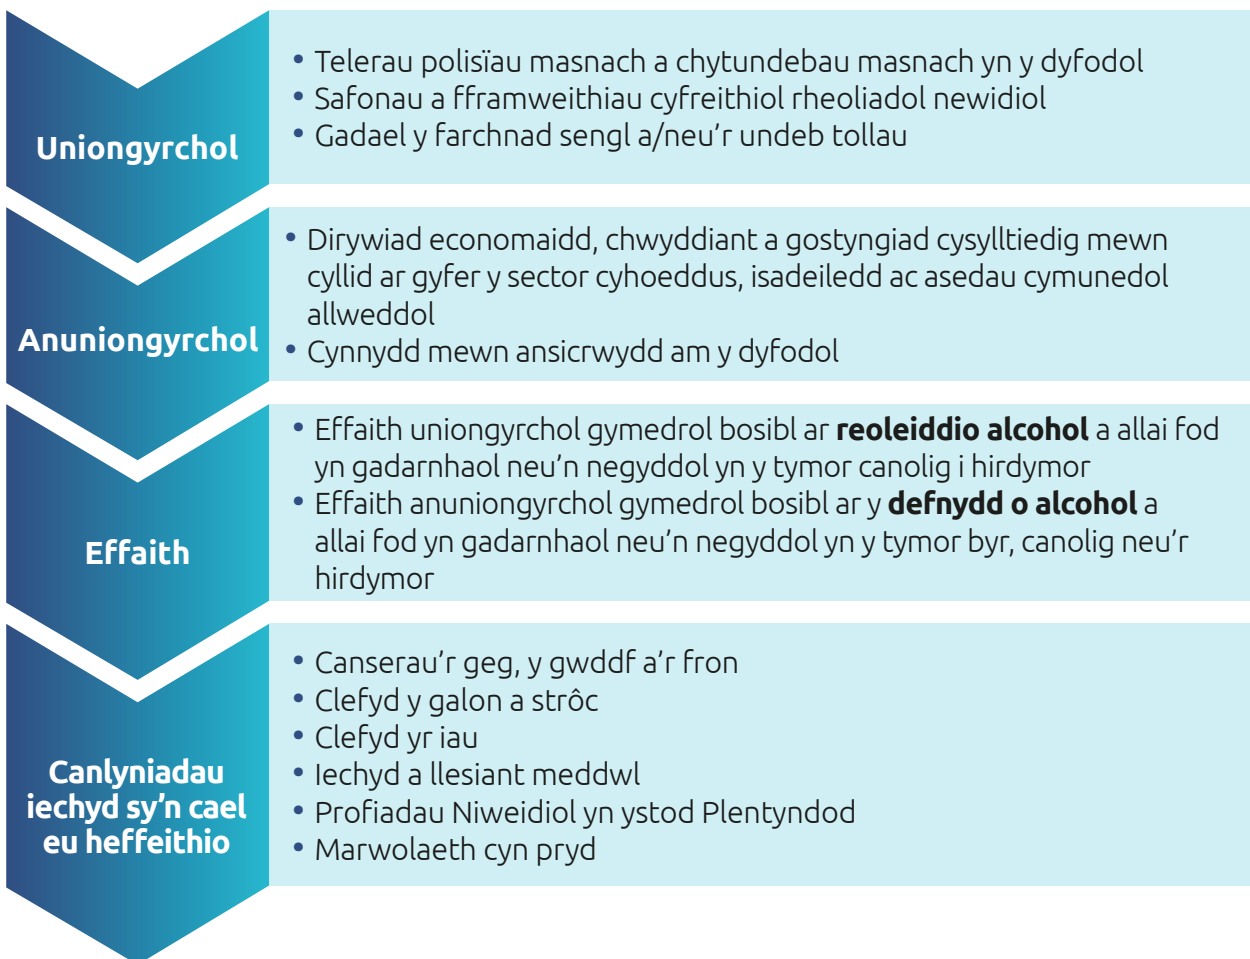 Uniongyrchol
• Telerau polisïau masnach a chytundebau masnach yn y dyfodol
• Safonau a fframweithiau cyfreithiol rheoliadol newidiol
• Gadael y farchnad sengl a/neu'r undeb tollau
Anuniongyrchol
• Dirywiad economaidd, chwyddiant a gostyngiad cysylltiedig mewn
cyllid ar gyfer y sector cyhoeddus, isadeiledd ac asedau cymunedol
allweddol
• Cynnydd mewn ansicrwydd am y dyfodol
Effaith
• Effaith uniongyrchol gymedrol bosibl ar reoleiddio alcohol a allai fod
yn gadarnhaol neu'n negyddol yn y tymor canolig i hirdymor
• Effaith anuniongyrchol gymedrol bosibl ar y defnydd o alcohol a
allai fod yn gadarnhaol neu'n negyddol yn y tymor byr, canolig neu'r
hirdymor
Canlyniadau
iechyd sy'n cael
eu heffeithio
• Canserau'r geg, y gwddf a'r fron
• Clefyd y galon a strôc
• Clefyd yr iau
• Iechyd a llesiant meddwl
• Profiadau Niweidiol yn ystod Plentyndod
• Marwolaeth cyn pryd